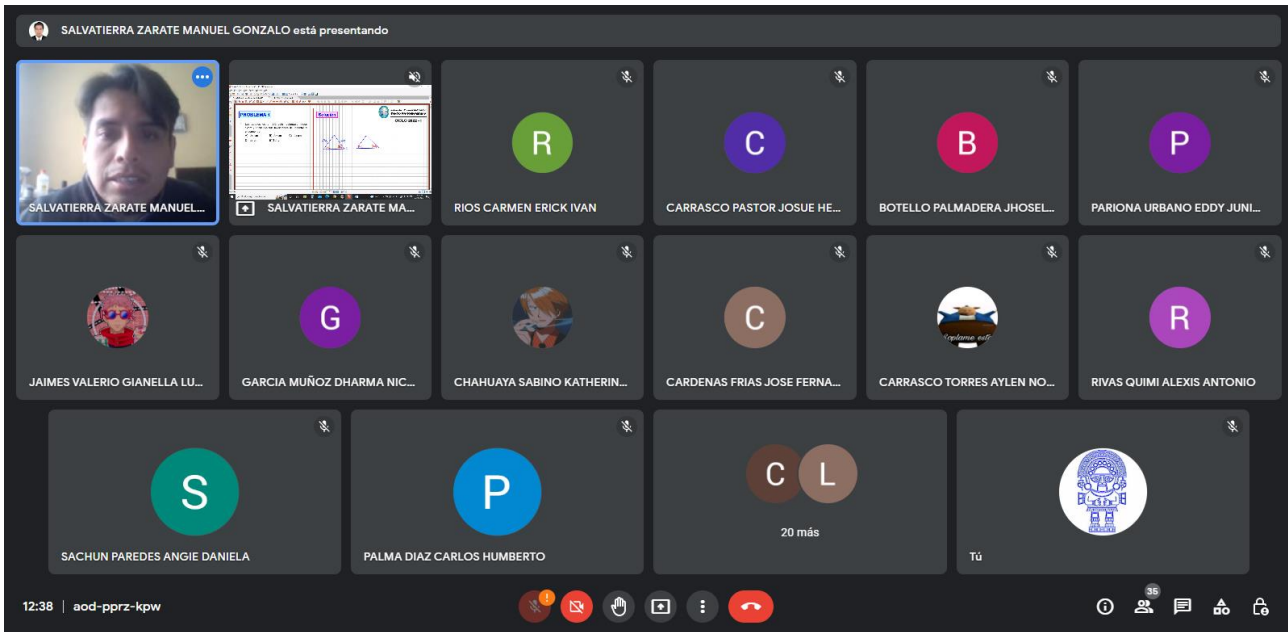 SALVATIERRA ZARATE MANUEL GONZALO está presentando
SALVATIERRA ZARATE MANUEL...
PROBLEMA
Solución
SALVATIERRA ZARATE MA...
R
RIOS CARMEN ERICK IVAN
C
CARRASCO PASTOR JOSUE HE...
B
BOTELLO PALMADERA JHOSEL...
P
PARIONA URBANO EDDY JUNI...
JAIMES VALERIO GIANELLA LU...
G
GARCIA MUÑOZ DHARMA NIC...
CHAHUAYA SABINO KATHERIN...
C
CARDENAS FRIAS JOSE FERNA...
CARRASCO TORRES AYLEN NO...
R
RIVAS QUIMI ALEXIS ANTONIO
S
SACHUN PAREDES ANGIE DANIELA
P
PALMA DIAZ CARLOS HUMBERTO
C L
20 más
Tú
12:38 | aod-pprz-kpw
35